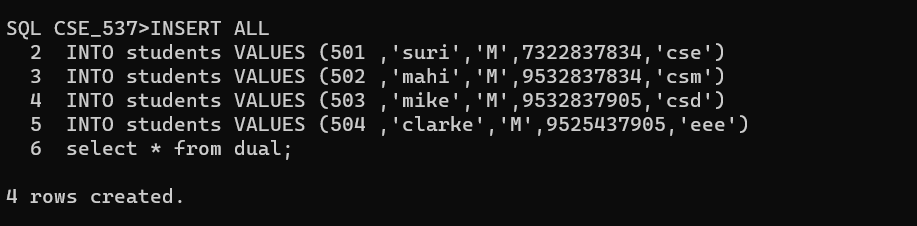 SQL CSE_537>INSERT ALL
  2  INTO students VALUES (501 ,'suri','M',7322837834,'cse')
  3  INTO students VALUES (502 ,'mahi','M',9532837834,'csm')
  4  INTO students VALUES (503 ,'mike','M',9532837905,'csd')
  5  INTO students VALUES (504 ,'clarke','M',9525437905,'eee')
  6  select * from dual;
4 rows created.